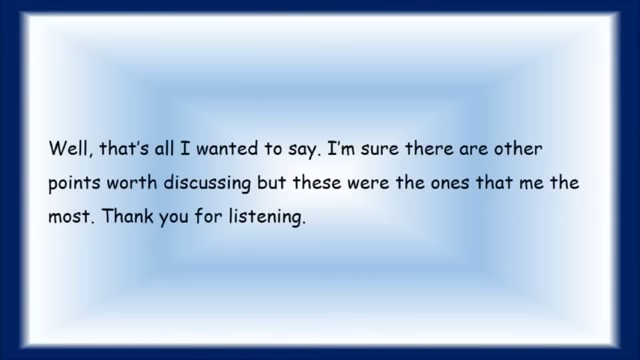 Well, that's all I wanted to say. I'm sure there are other
points worth discussing but these were the ones that me the
most. Thank you for listening.